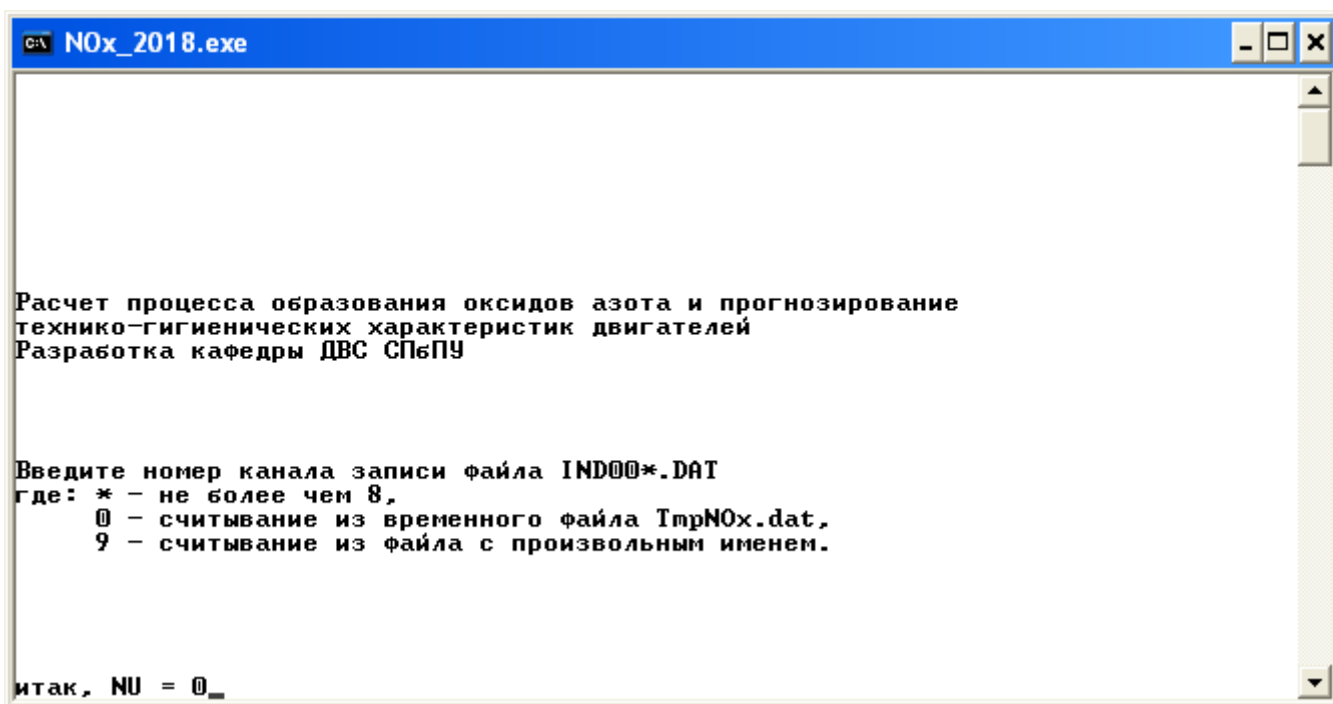 NOx_2018.exe
Расчет процесса образования оксидов азота и прогнозирование
технико-гигиенических характеристик двигателей
Разработка кафедры ДВС СПбПУ
Введите номер канала записи файла IND00*.DAT
где: * - не более чем 8,
0 - считывание из временного файла TmpNOx.dat,
9 - считывание из файла с произвольным именем.
итак, NU = 0_